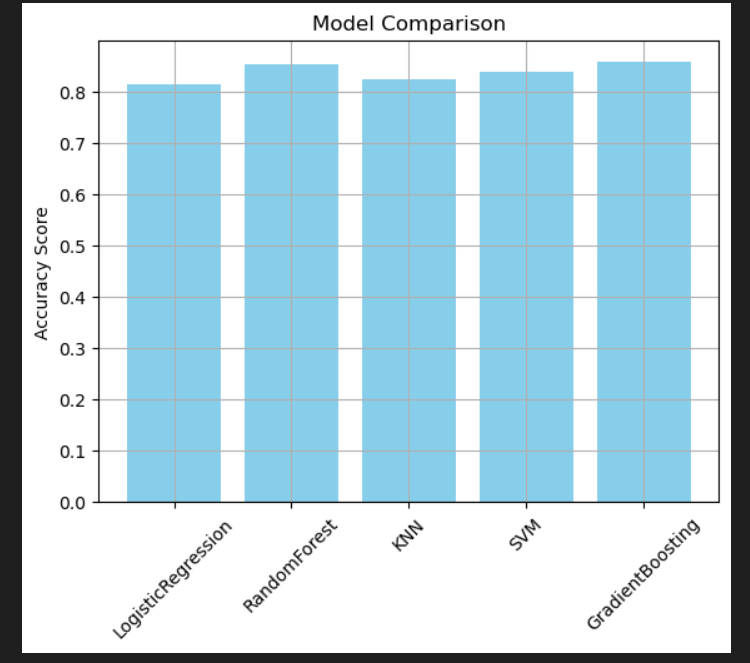 Model Comparison
Accuracy Score
0.8
0.7
0.6
0.5
0.4
0.3
0.2
0.1
0.0
LogisticRegression
RandomForest
KNN
SVM
GradientBoosting